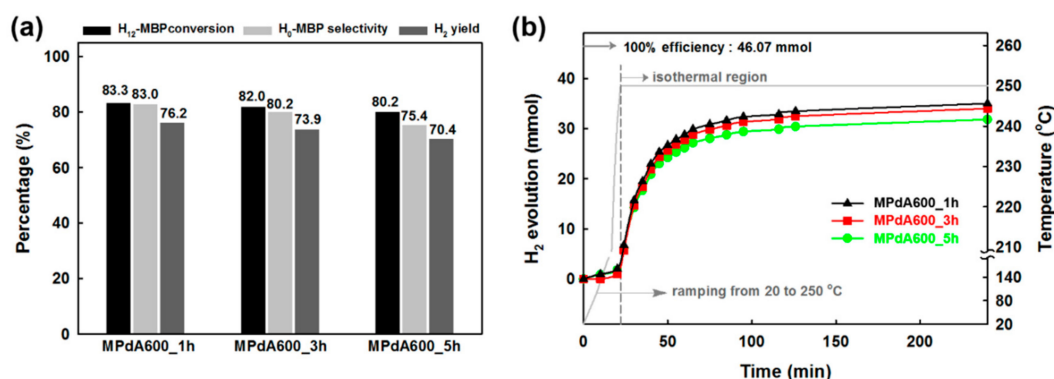 (a)
H12-MBPconversion H0-MBP selectivity H2 yield
100
80
60
40
20
0
Percentage (%)
83.3 83.0 76.2
82.0 80.2 73.9
80.2 75.4 70.4
MPdA600_1h MPdA600_3h MPdA600_5h
(b)
100% efficiency : 46.07 mmol
isothermal region
40
30
20
10
0
H2 evolution (mmol)
260
250
240
230
220
210
140
80
20
Temperature (°C)
MPdA600_1h
MPdA600_3h
MPdA600_5h
ramping from 20 to 250 °C
0 50 100 150 200
Time (min)